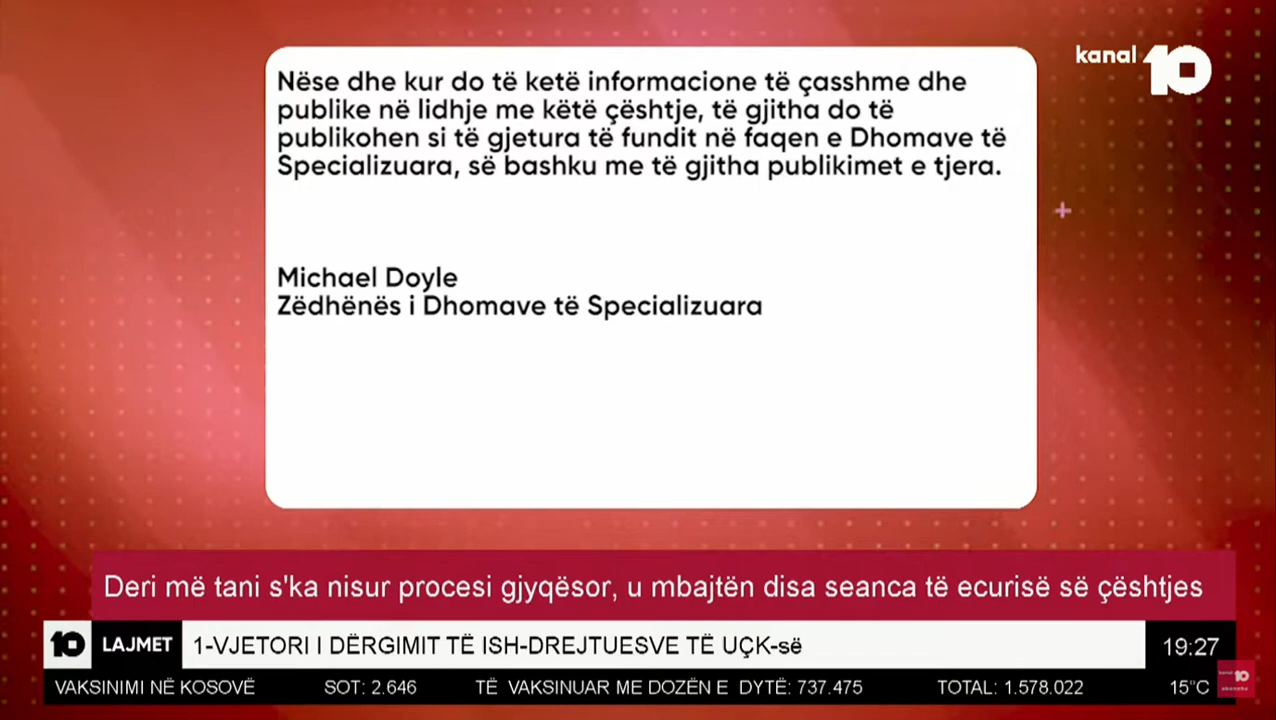 kanal 10
Nëse dhe kur do të ketë informacione të çasshme dhe
publike në lidhje me këtë çështje, të gjitha do të
publikohen si të gjetura të fundit në faqen e Dhomave të
Specializuara, së bashku me të gjitha publikimet e tjera.
Michael Doyle
Zëdhënës i Dhomave të Specializuara
Deri më tani s'ka nisur procesi gjyqësor, u mbajtën disa seanca të ecurisë së çështjes
10 LAJMET 1-VJETORI I DËRGIMIT TË ISH-DREJTUESVE TË UÇK-së 19:27
VAKSINIMI NË KOSOVË SOT: 2.646 TË VAKSINUAR ME DOZËN E DYTË: 737.475 TOTAL: 1.578.022 15°C
kanal 10
abonohu